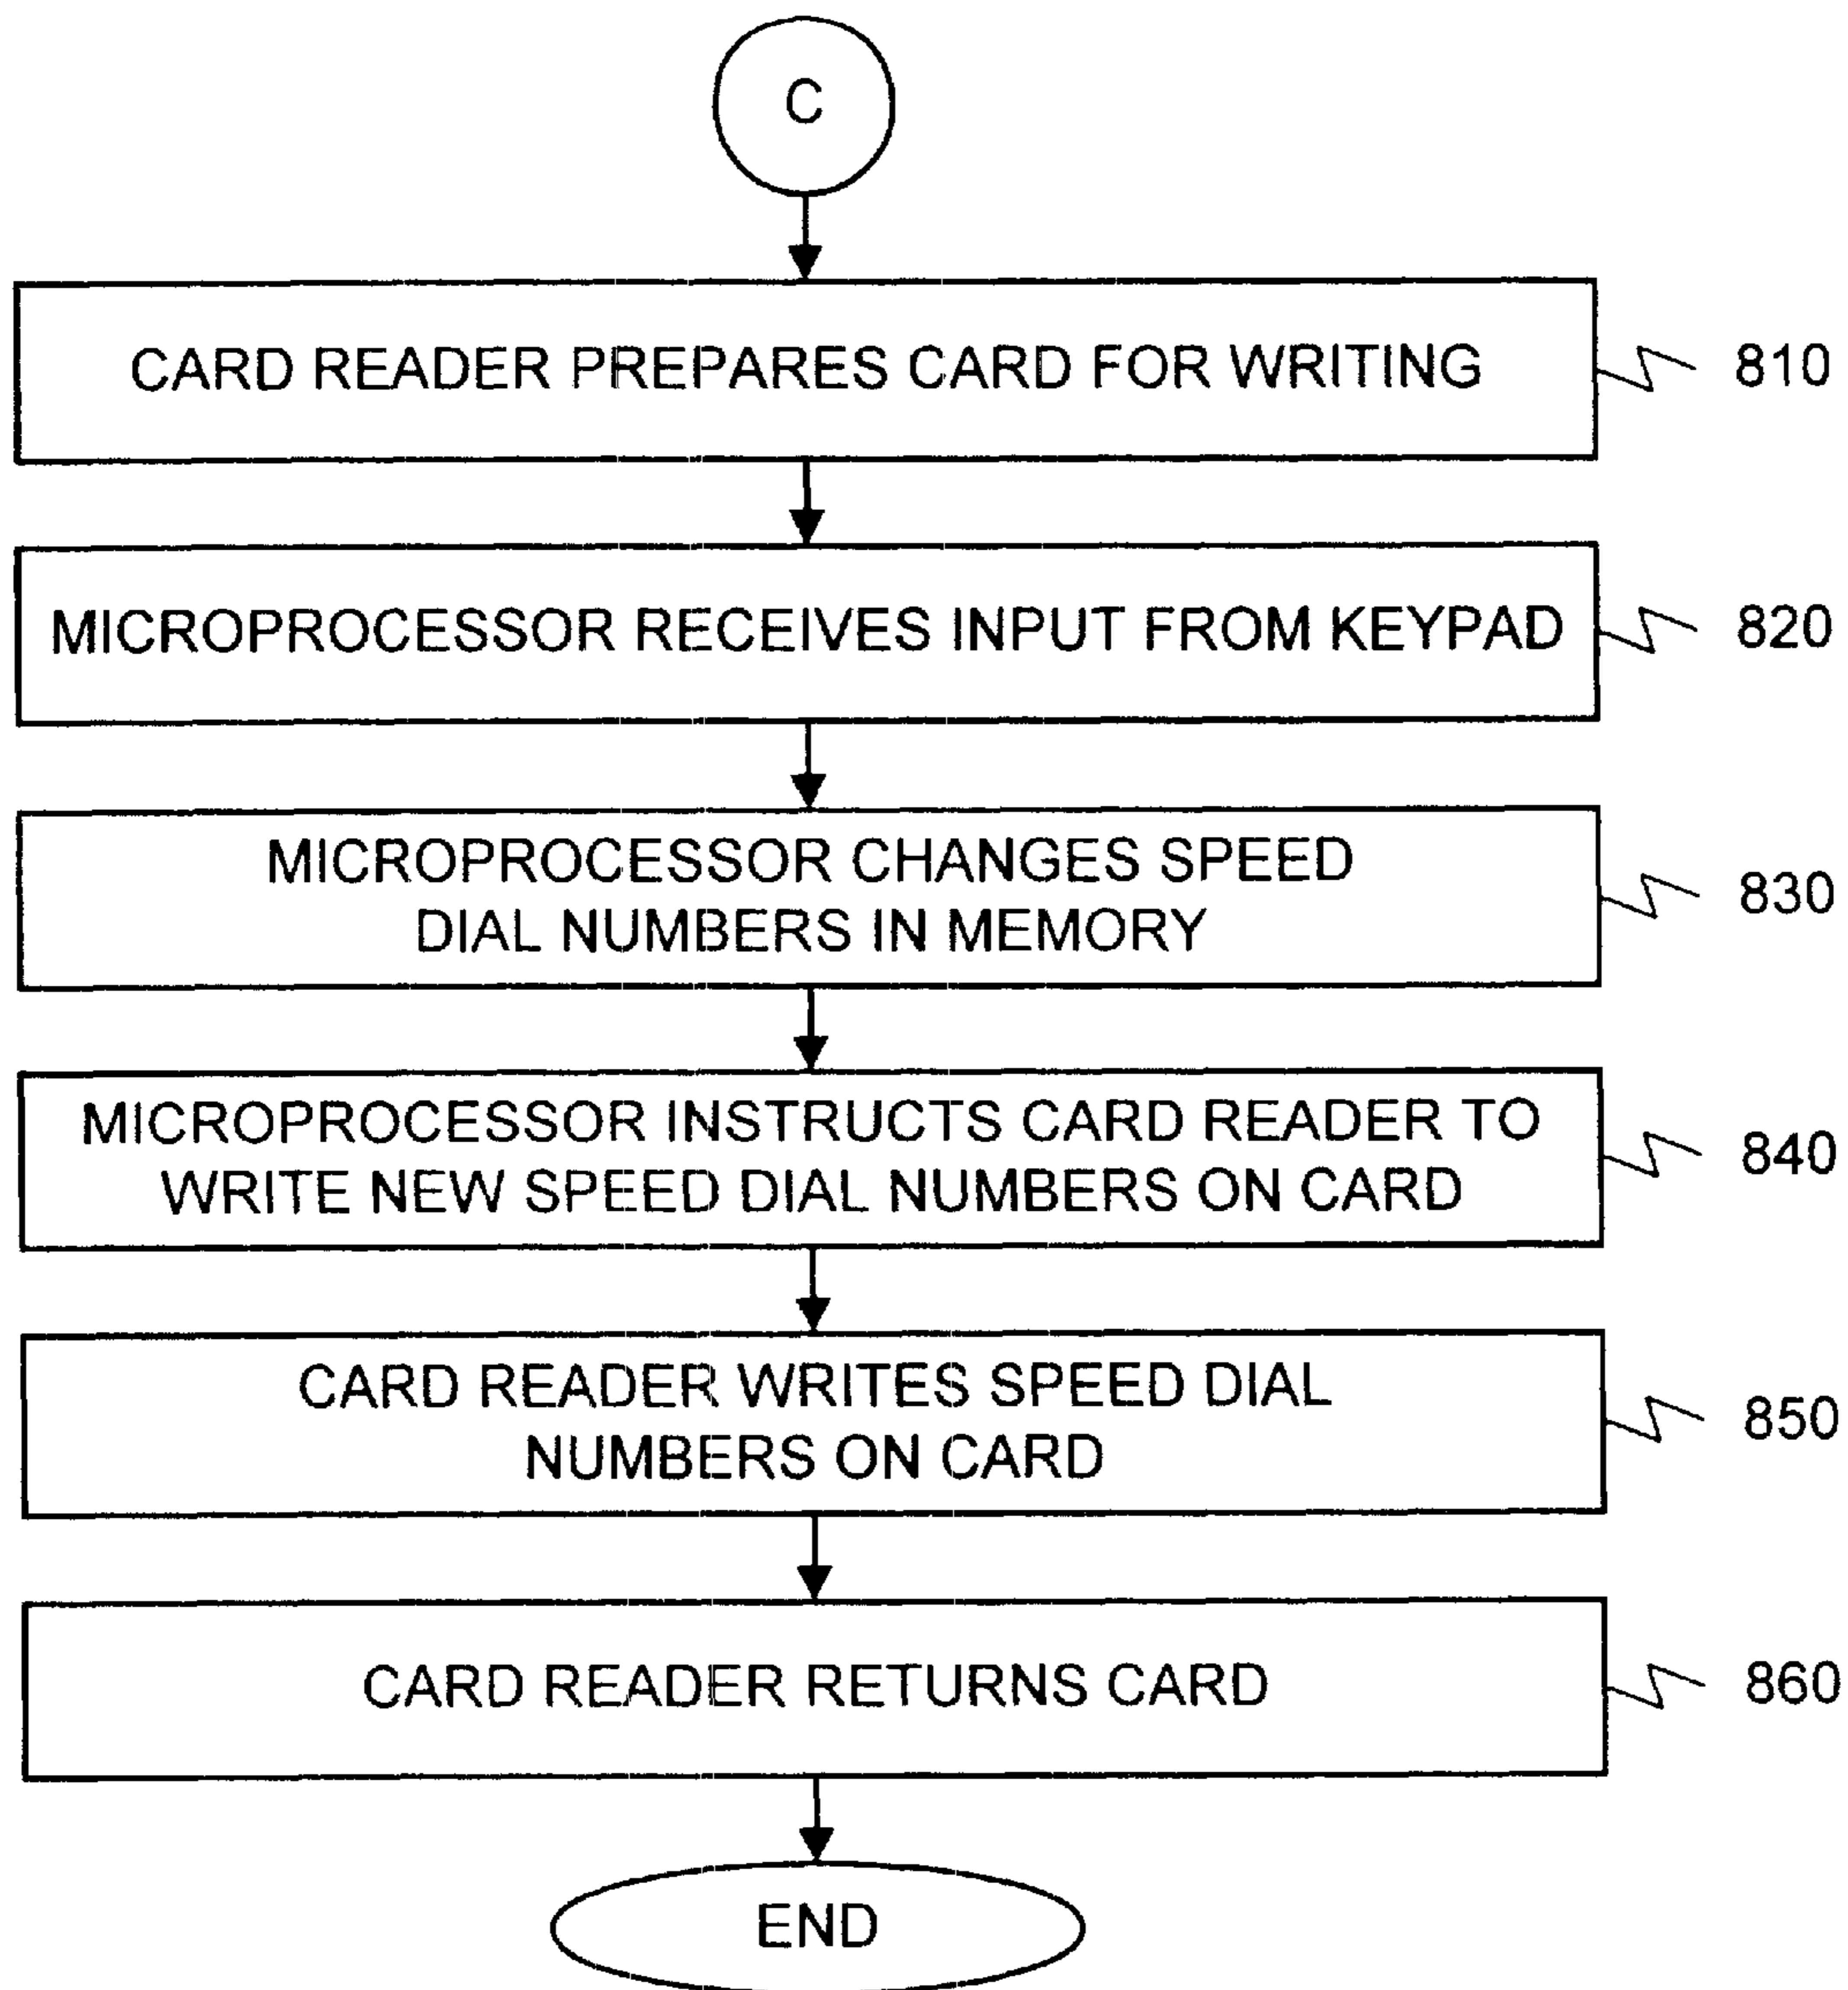 C
CARD READER PREPARES CARD FOR WRITING
810
MICROPROCESSOR RECEIVES INPUT FROM KEYPAD
820
MICROPROCESSOR CHANGES SPEED
DIAL NUMBERS IN MEMORY
830
MICROPROCESSOR INSTRUCTS CARD READER TO
WRITE NEW SPEED DIAL NUMBERS ON CARD
840
CARD READER WRITES SPEED DIAL
NUMBERS ON CARD
850
CARD READER RETURNS CARD
860
END